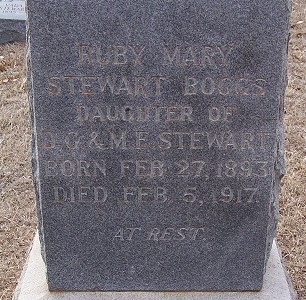 RUBY MARY
STEWART BOGGS
DAUGHTER OF
D.G. & M.E. STEWART
BORN FEB. 27, 1893
DIED FEB. 5, 1917.
AT REST.